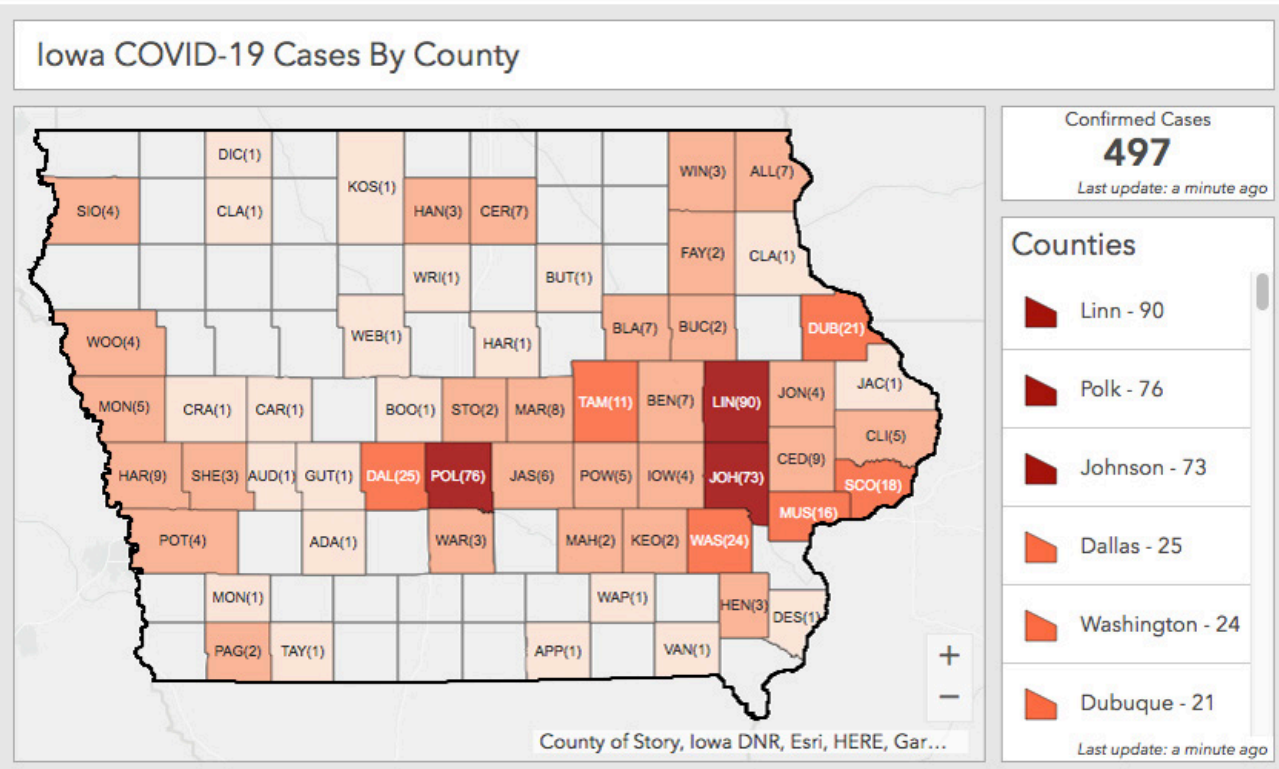 Iowa COVID-19 Cases By County
Confirmed Cases
497
Last update: a minute ago
DIC(1)
KOS(1)
WIN(3)
ALL(7)
SIO(4)
CLA(1)
HAN(3)
CER(7)
FAY(2)
CLA(1)
WRI(1)
BUT(1)
WOO(4)
WEB(1)
HAR(1)
BLA(7)
BUC(2)
DUB(21)
MON(5)
CRA(1)
CAR(1)
BOO(1)
STO(2)
MAR(8)
TAM(11)
BEN(7)
LIN(90)
JON(4)
JAC(1)
CLI(5)
HAR(9)
SHE(3)
AUD(1)
GUT(1)
DAL(25)
POL(76)
JAS(6)
POW(5)
IOW(4)
JOH(73)
CED(9)
SCO(18)
MUS(16)
POT(4)
ADA(1)
WAR(3)
MAH(2)
KEO(2)
WAS(24)
MON(1)
WAP(1)
HEN(3)
DES(1)
PAG(2)
TAY(1)
APP(1)
VAN(1)
+
−
County of Story, Iowa DNR, Esri, HERE, Gar...
Counties
Linn - 90
Polk - 76
Johnson - 73
Dallas - 25
Washington - 24
Dubuque - 21
Last update: a minute ago